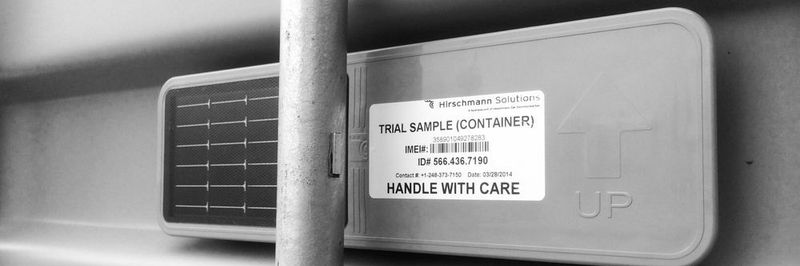 Hirschmann Solutions
TRIAL SAMPLE (CONTAINER)
358901049278283
IMEI#:
ID# 566.436.7190
Contact #: +1-248-373-7150 Date: 03/28/2014
HANDLE WITH CARE
UP